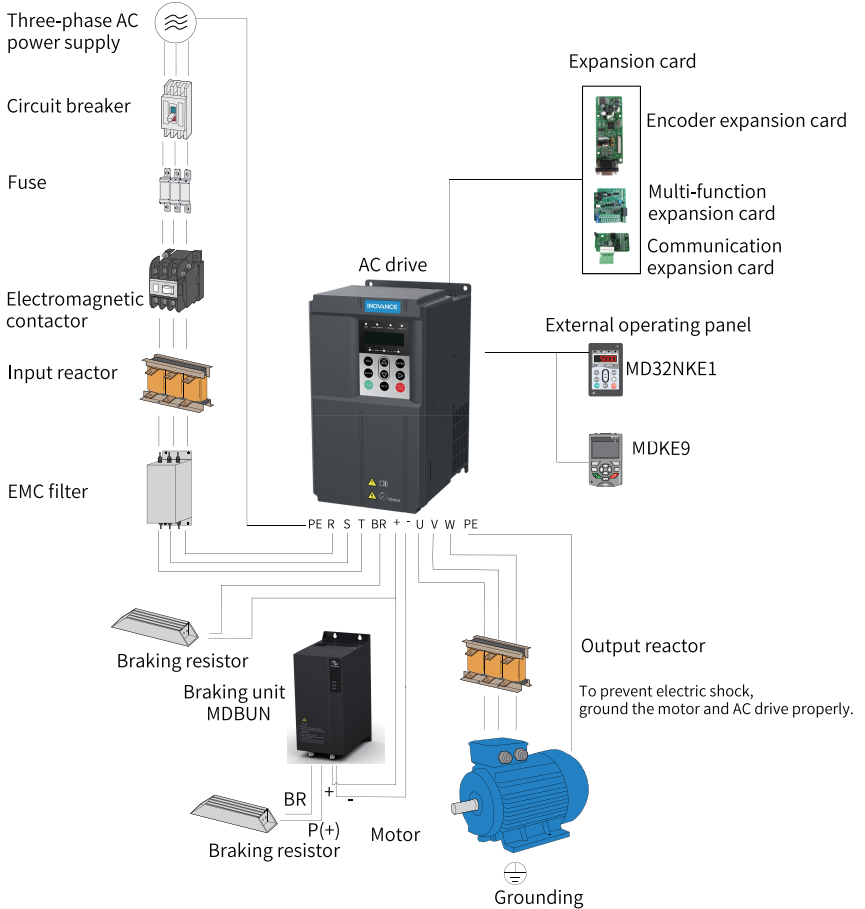 Three-phase AC
power supply
Circuit breaker
Fuse
Electromagnetic
contactor
Input reactor
EMC filter
Expansion card
Encoder expansion card
Multi-function
expansion card
Communication
expansion card
AC drive
INOVANCE
External operating panel
MD32NKE1
MDKE9
PE R S T BR + - U V W PE
Braking resistor
Braking unit
MDBUN
BR
+
-
P(+)
Braking resistor
Output reactor
To prevent electric shock,
ground the motor and AC drive properly.
Motor
Grounding